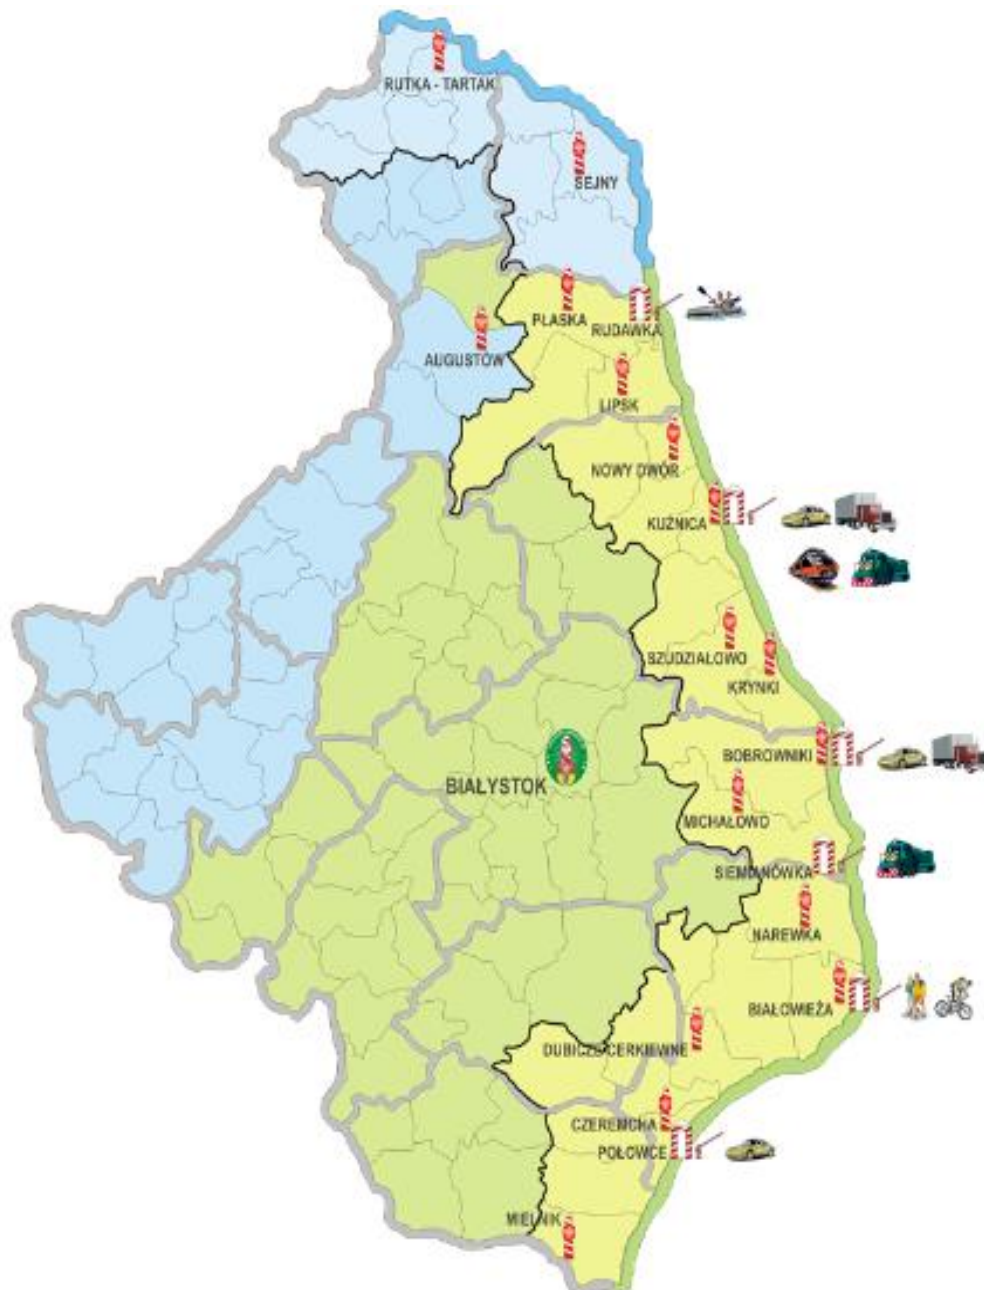 RUTKA - TARTAK
SEJNY
PŁASKA
RUDAWKA
AUGUSTÓW
LIPSK
NOWY DWÓR
KUŹNICA
SZUDZIAŁOWO
KRYNKI
BOBROWNIKI
BIAŁYSTOK
MICHAŁOWO
SIEMIANÓWKA
NAREWKA
BIAŁOWIEŻA
DUBICZE CERKIEWNE
CZEREMCHA
POŁOWCE
MIELNIK